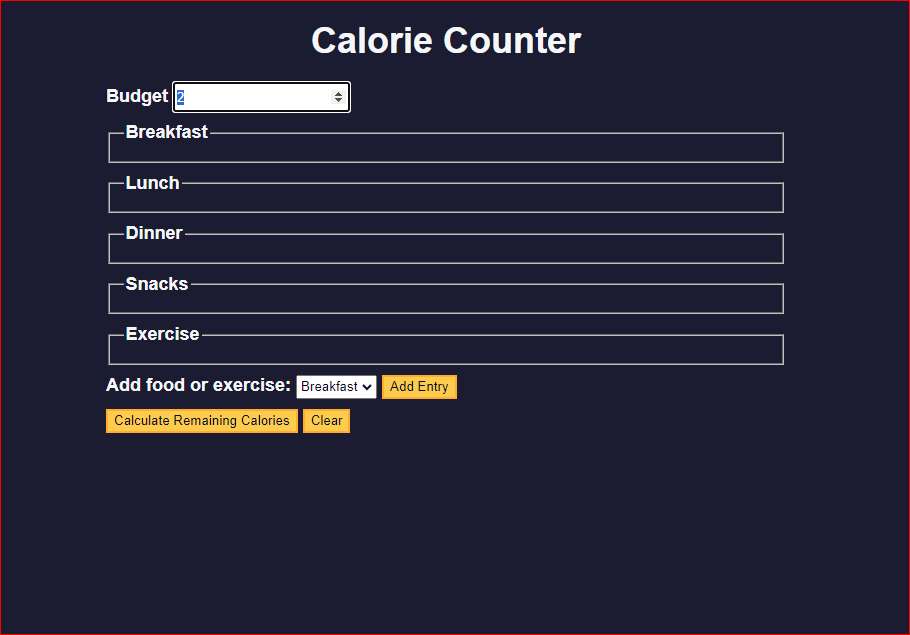 Calorie Counter
Budget 2
Breakfast
Lunch
Dinner
Snacks
Exercise
Add food or exercise: Breakfast Add Entry
Calculate Remaining Calories Clear